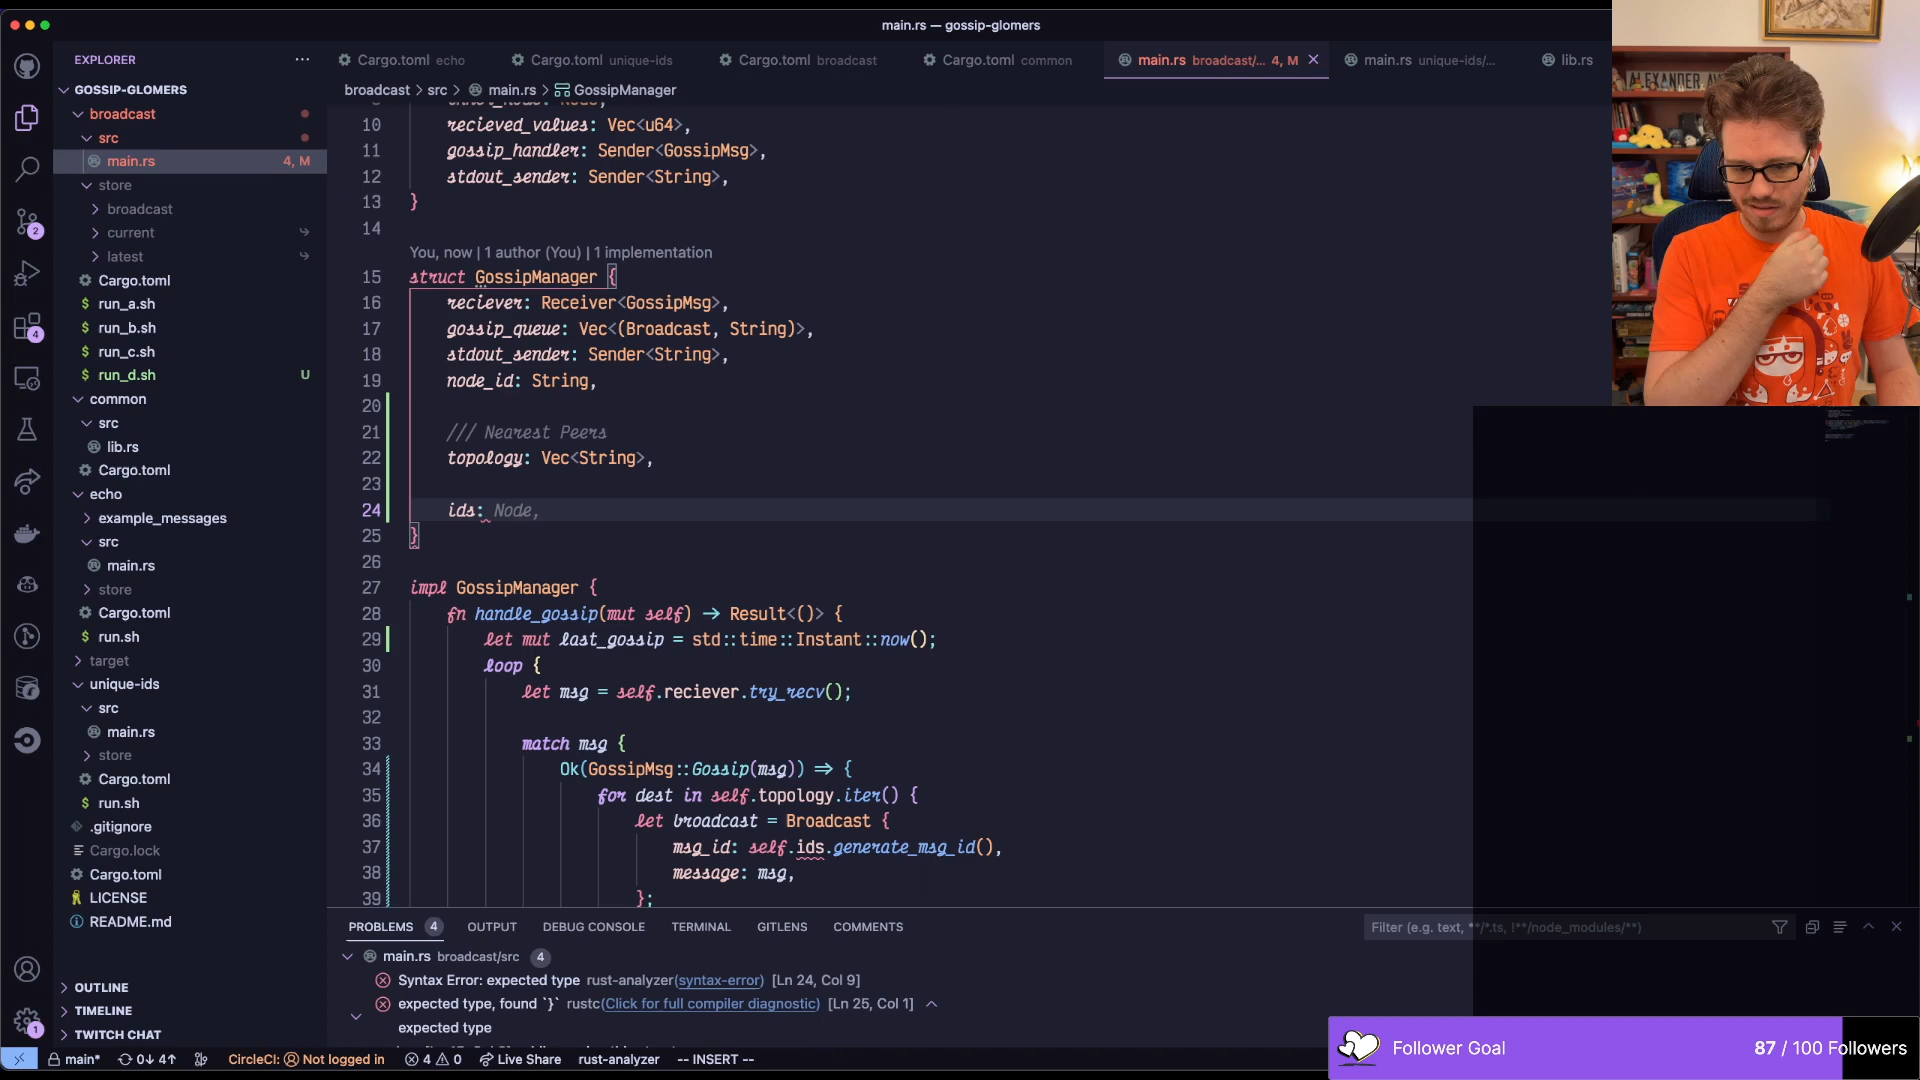 main.rs — gossip-glomers
EXPLORER
GOSSIP-GLOMERS
broadcast
src
main.rs 4, M
store
broadcast
current
latest
Cargo.toml
run_a.sh
run_b.sh
run_c.sh
run_d.sh U
common
src
lib.rs
Cargo.toml
echo
example_messages
src
main.rs
store
Cargo.toml
run.sh
target
unique-ids
src
main.rs
store
Cargo.toml
run.sh
.gitignore
Cargo.lock
Cargo.toml
LICENSE
README.md
OUTLINE
TIMELINE
TWITCH CHAT
2
4
1
Cargo.toml echo
Cargo.toml unique-ids
Cargo.toml broadcast
Cargo.toml common
main.rs broadcast/... 4, M
main.rs unique-ids/...
lib.rs
broadcast > src > main.rs > GossipManager
10 recieved_values: Vec<u64>,
11 gossip_handler: Sender<GossipMsg>,
12 stdout_sender: Sender<String>,
13 }
14
You, now | 1 author (You) | 1 implementation
15 struct GossipManager {
16 reciever: Receiver<GossipMsg>,
17 gossip_queue: Vec<(Broadcast, String)>,
18 stdout_sender: Sender<String>,
19 node_id: String,
20
21 /// Nearest Peers
22 topology: Vec<String>,
23
24 ids: Node,
25 }
26
27 impl GossipManager {
28 fn handle_gossip(mut self) → Result<()> {
29 let mut last_gossip = std::time::Instant::now();
30 loop {
31 let msg = self.reciever.try_recv();
32
33 match msg {
34 Ok(GossipMsg::Gossip(msg)) ⇒ {
35 for dest in self.topology.iter() {
36 let broadcast = Broadcast {
37 msg_id: self.ids.generate_msg_id(),
38 message: msg,
39 };
PROBLEMS 4 OUTPUT DEBUG CONSOLE TERMINAL GITLENS COMMENTS
Filter (e.g. text, **/*.ts, !**/node_modules/**)
main.rs broadcast/src 4
Syntax Error: expected type rust-analyzer(syntax-error) [Ln 24, Col 9]
expected type, found `}` rustc(Click for full compiler diagnostic) [Ln 25, Col 1]
expected type
main* 0↓ 4↑ CircleCI: Not logged in 4 0 Live Share rust-analyzer -- INSERT --
Follower Goal 87 / 100 Followers